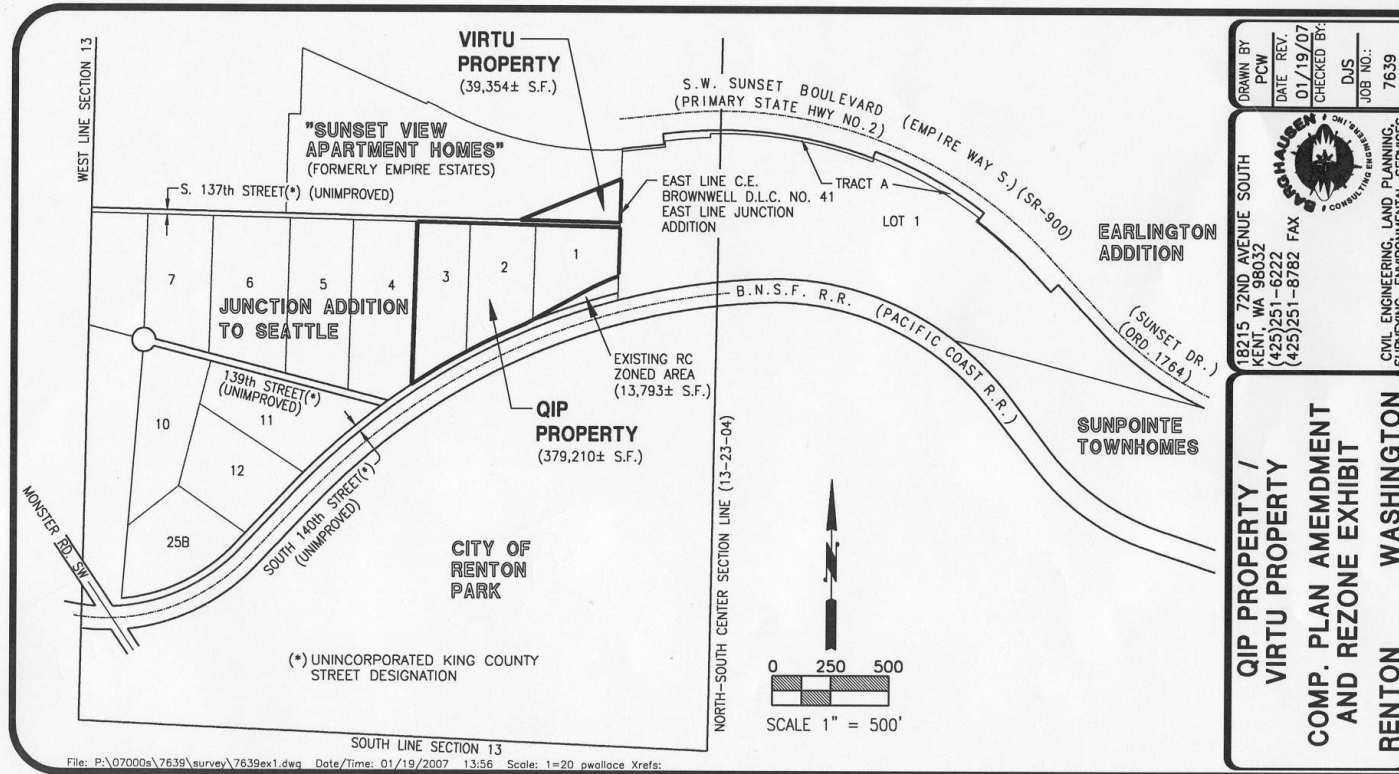 WEST LINE SECTION 13
VIRTU
PROPERTY
(39,354± S.F.)
"SUNSET VIEW
APARTMENT HOMES"
(FORMERLY EMPIRE ESTATES)
S.W. SUNSET BOULEVARD (EMPIRE WAY S.) (SR-900)
(PRIMARY STATE HWY NO.2)
S. 137th STREET(*) (UNIMPROVED)
EAST LINE C.E.
BROWNWELL D.L.C. NO. 41
EAST LINE JUNCTION
ADDITION
TRACT A
LOT 1
EARLINGTON
ADDITION
7
6
5
4
3
2
1
JUNCTION ADDITION
TO SEATTLE
B.N.S.F. R.R. (PACIFIC COAST R.R.)
(SUNSET DR.)
(ORD. 1764)
EXISTING RC
ZONED AREA
(13,793± S.F.)
139th STREET(*)
(UNIMPROVED)
QIP
PROPERTY
(379,210± S.F.)
10
11
12
25B
SUNPOINTE
TOWNHOMES
MONSTER RD. SW
SOUTH 140th STREET(*)
(UNIMPROVED)
CITY OF
RENTON
PARK
NORTH-SOUTH CENTER SECTION LINE (13-23-04)
N
(*) UNINCORPORATED KING COUNTY
STREET DESIGNATION
0 250 500
SCALE 1" = 500'
SOUTH LINE SECTION 13
File: P:\07000s\7639\survey\7639ex1.dwg Date/Time: 01/19/2007 13:56 Scale: 1=20 pwallace Xrefs:
DRAWN BY
PCW
DATE REV.
01/19/07
CHECKED BY:
DJS
JOB NO.:
7639
18215 72ND AVENUE SOUTH
KENT, WA 98032
(425)251-6222
(425)251-8782 FAX
BARGHAUSEN
CONSULTING ENGINEERS, INC
CIVIL ENGINEERING, LAND PLANNING,
SURVEYING, ENVIRONMENTAL SERVICES
QIP PROPERTY /
VIRTU PROPERTY
COMP. PLAN AMEMDMENT
AND REZONE EXHIBIT
RENTON WASHINGTON